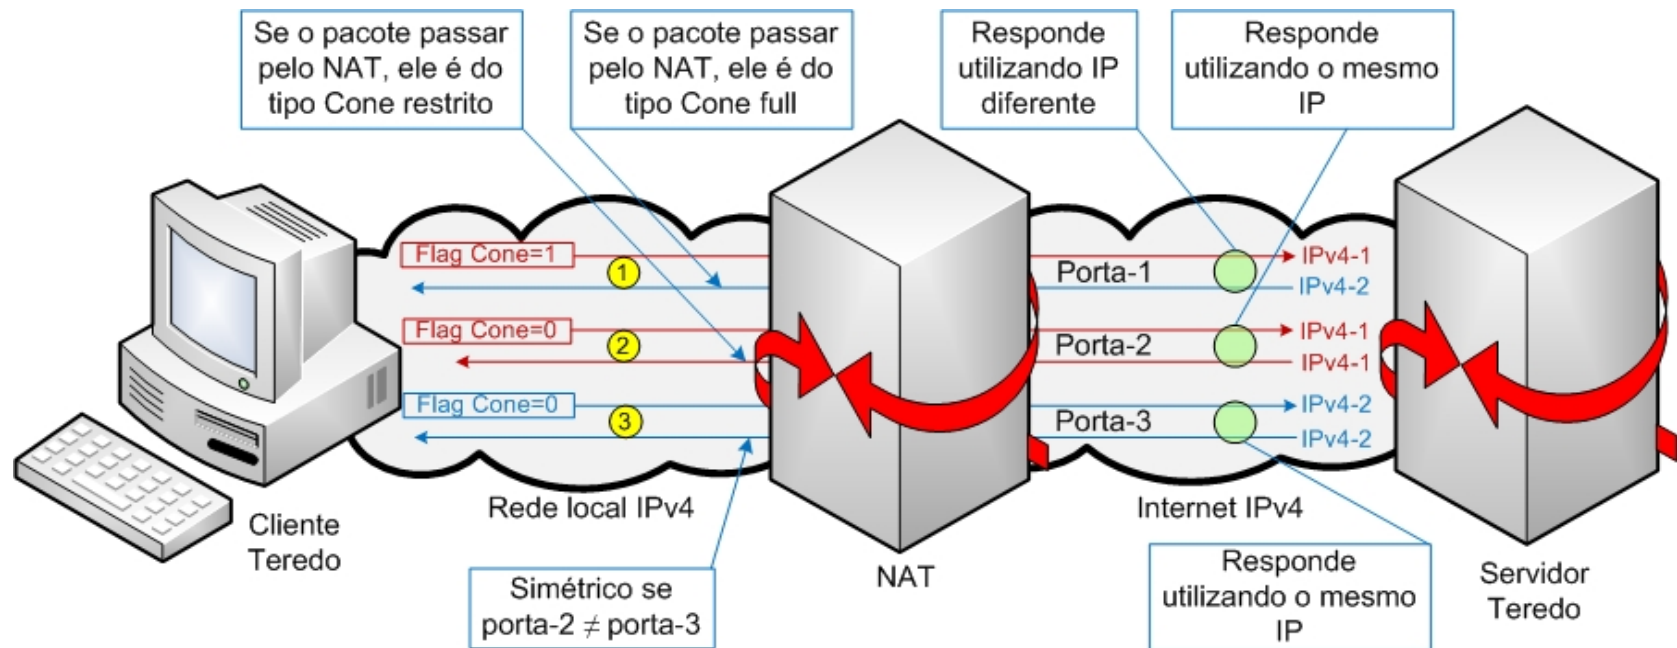 Se o pacote passar
pelo NAT, ele é do
tipo Cone restrito
Se o pacote passar
pelo NAT, ele é do
tipo Cone full
Responde
utilizando IP
diferente
Responde
utilizando o mesmo
IP
Flag Cone=1
1
Porta-1
IPv4-1
IPv4-2
Flag Cone=0
2
Porta-2
IPv4-1
IPv4-1
Flag Cone=0
3
Porta-3
IPv4-2
IPv4-2
Rede local IPv4
Internet IPv4
Cliente
Teredo
NAT
Servidor
Teredo
Simétrico se
porta-2 ≠ porta-3
Responde
utilizando o mesmo
IP